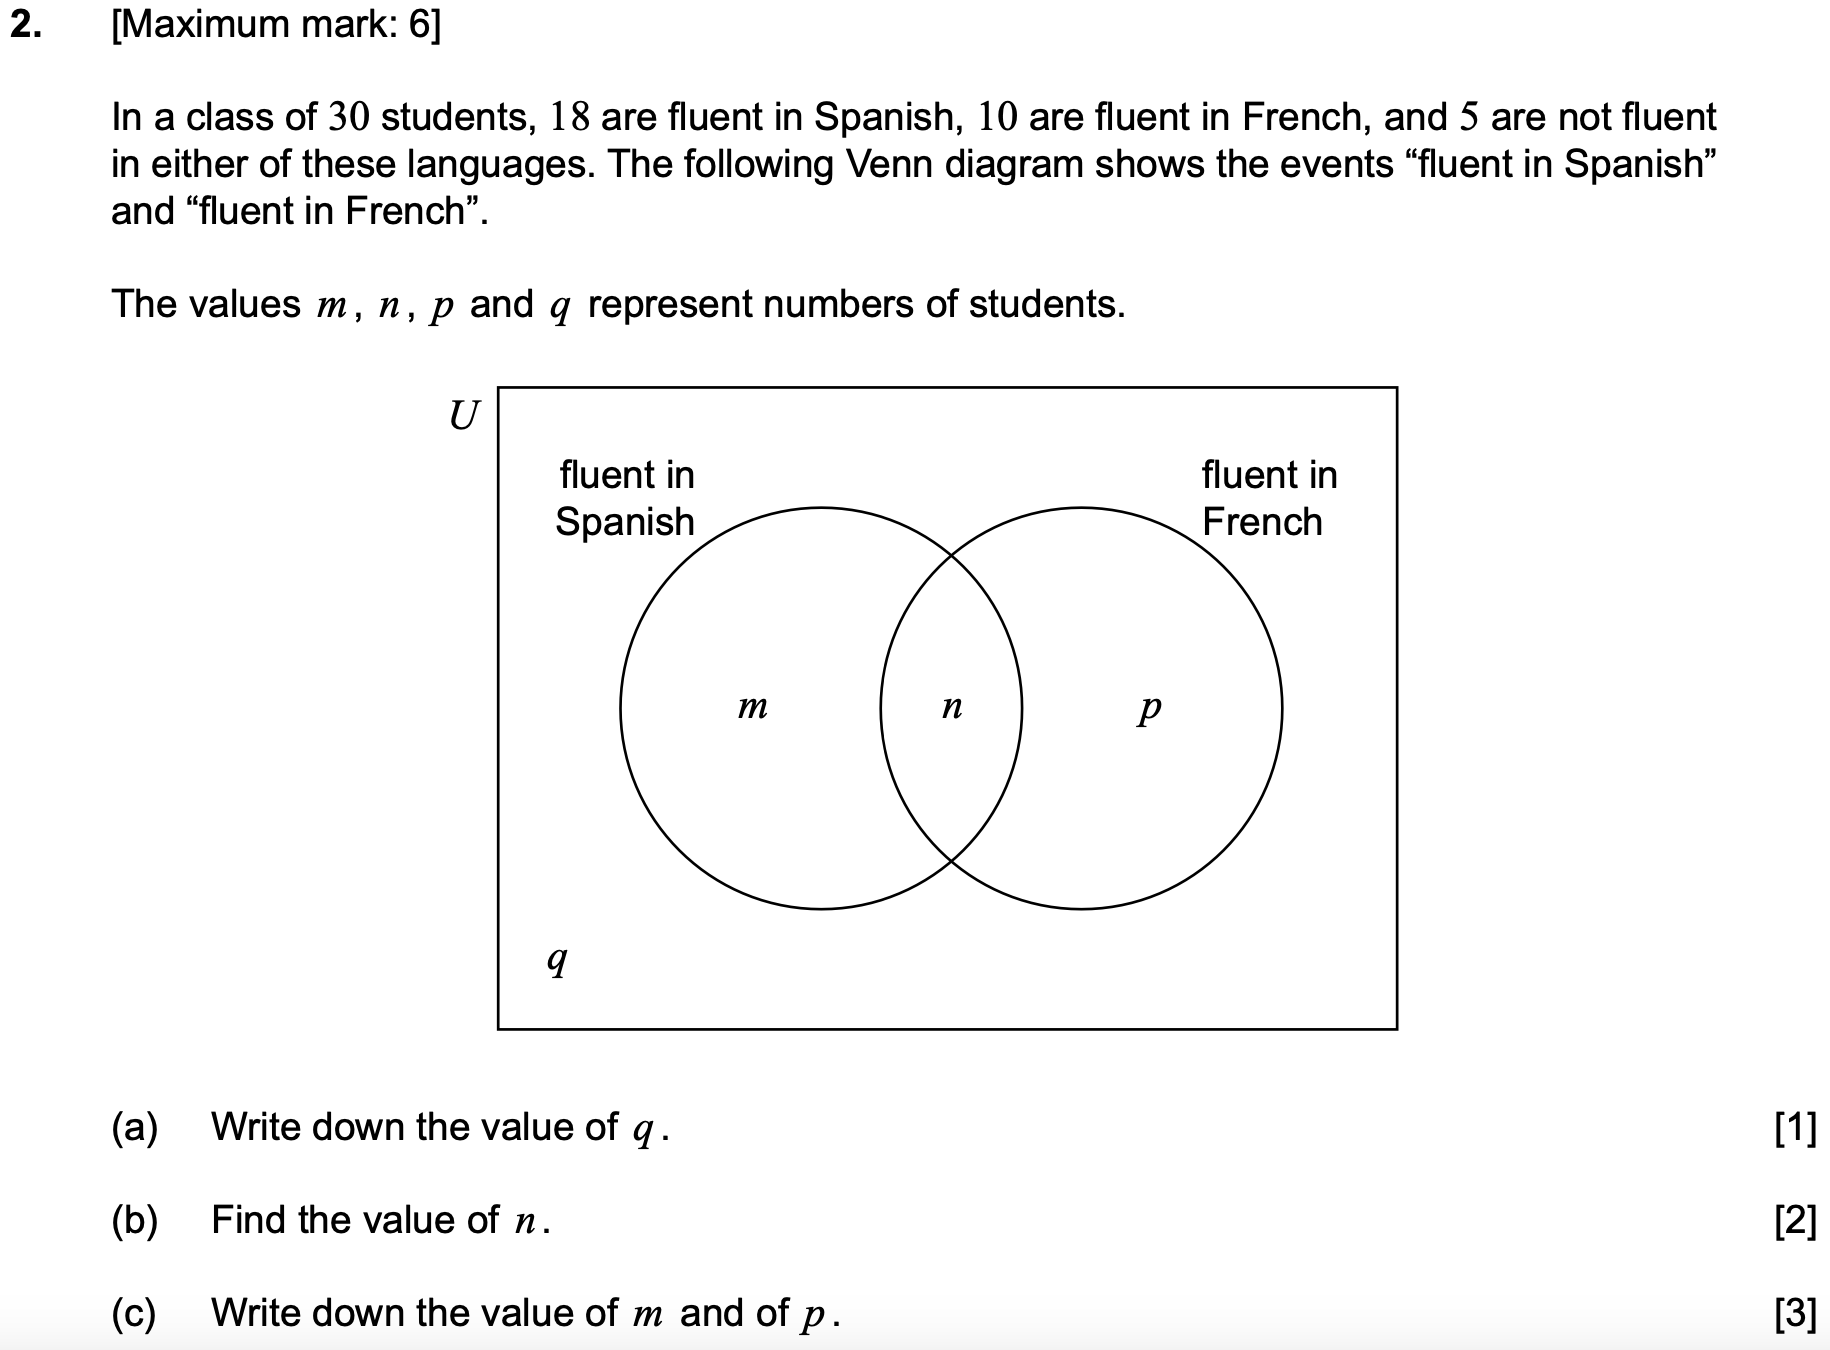 2. [Maximum mark: 6]
In a class of 30 students, 18 are fluent in Spanish, 10 are fluent in French, and 5 are not fluent
in either of these languages. The following Venn diagram shows the events “fluent in Spanish”
and “fluent in French”.
The values m, n, p and q represent numbers of students.
U
fluent in
Spanish
fluent in
French
m
n
p
q
(a) Write down the value of q. [1]
(b) Find the value of n. [2]
(c) Write down the value of m and of p. [3]